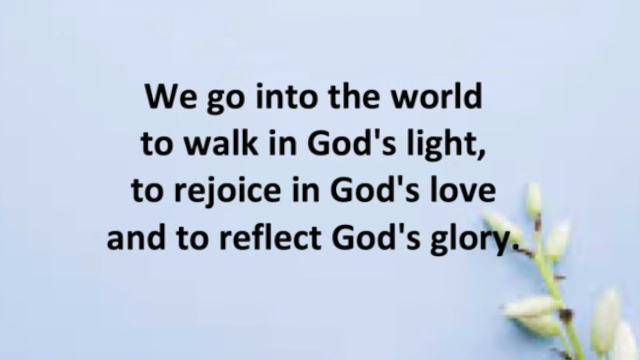 We go into the world
to walk in God's light,
to rejoice in God's love
and to reflect God's glory.